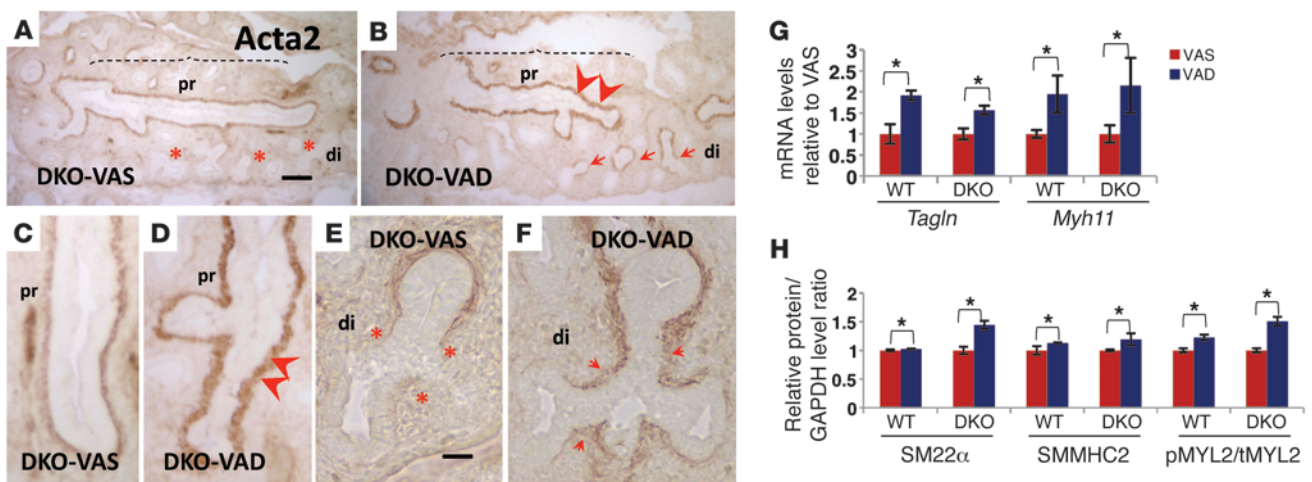 A
Acta2
pr
di
* * *
DKO-VAS
B
pr
di
DKO-VAD
C
pr
DKO-VAS
D
pr
DKO-VAD
E
DKO-VAS
di
* * *
F
DKO-VAD
di
G
mRNA levels
relative to VAS
3
2.5
2
1.5
1
0.5
0
* * * *
VAS
VAD
WT DKO WT DKO
Tagln Myh11
H
Relative protein/
GAPDH level ratio
2
1.5
1
0.5
0
* * * * * *
WT DKO WT DKO WT DKO
SM22α SMMHC2 pMYL2/tMYL2